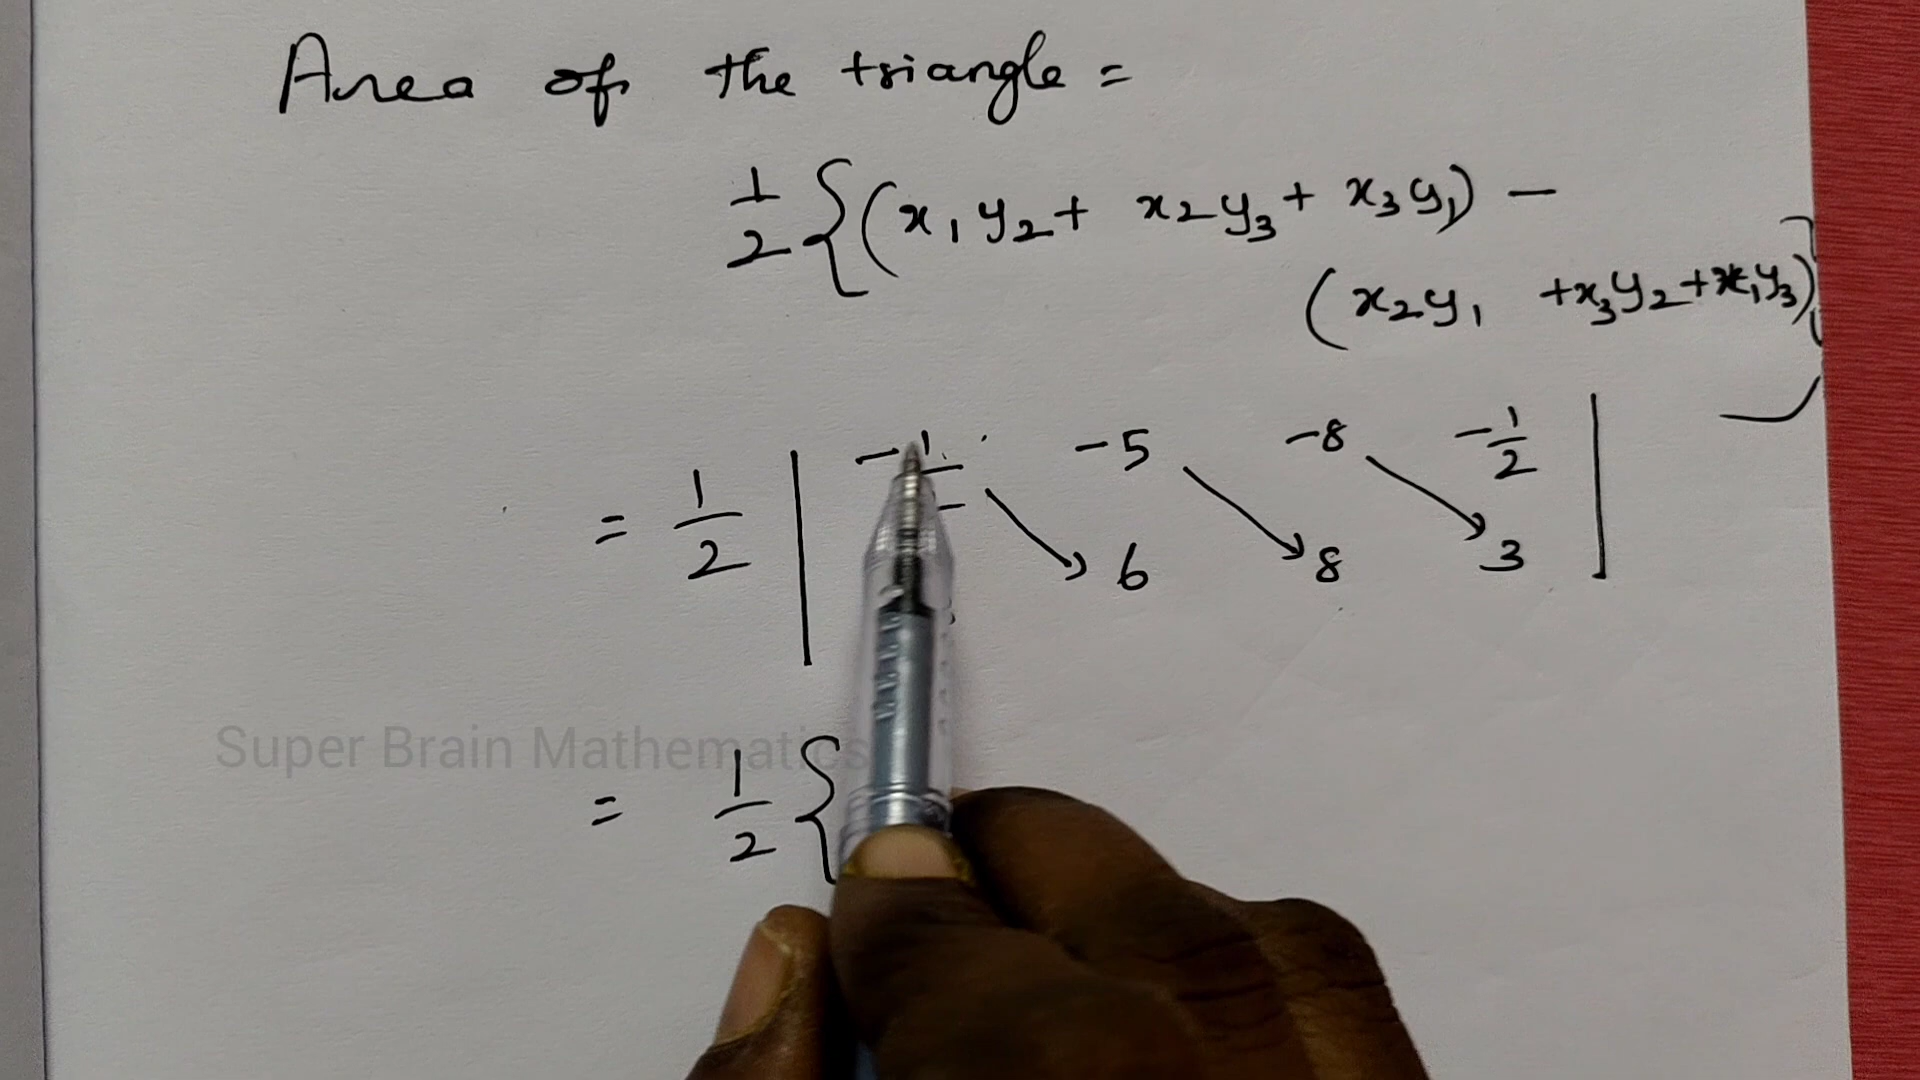 Area of the triangle =
1/2 {(x₁y₂ + x₂y₃ + x₃y₁) −
(x₂y₁ + x₃y₂ + x₁y₃)}
= 1/2 | −1 −5 −8 −1/2 |
6 8 3
Super Brain Mathematics
= 1/2 {